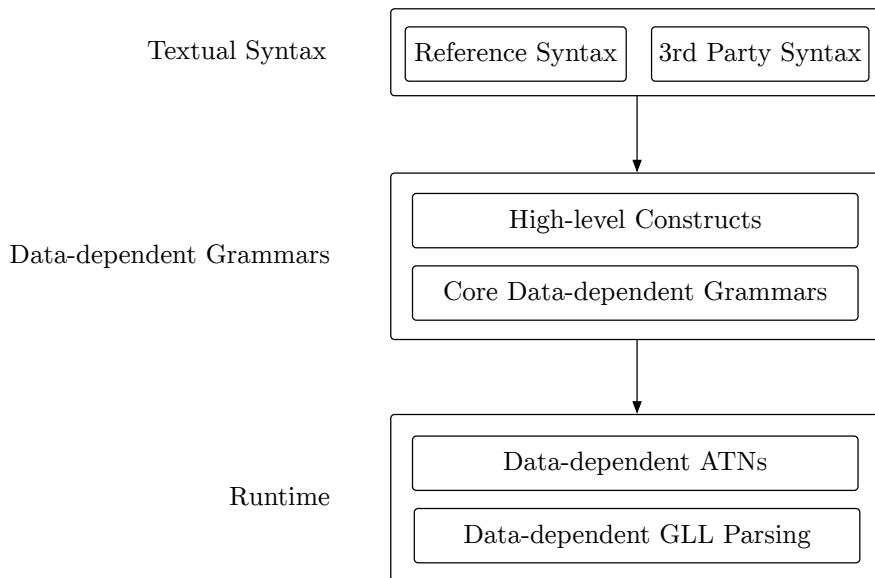 Textual Syntax
Reference Syntax
3rd Party Syntax
Data-dependent Grammars
High-level Constructs
Core Data-dependent Grammars
Runtime
Data-dependent ATNs
Data-dependent GLL Parsing